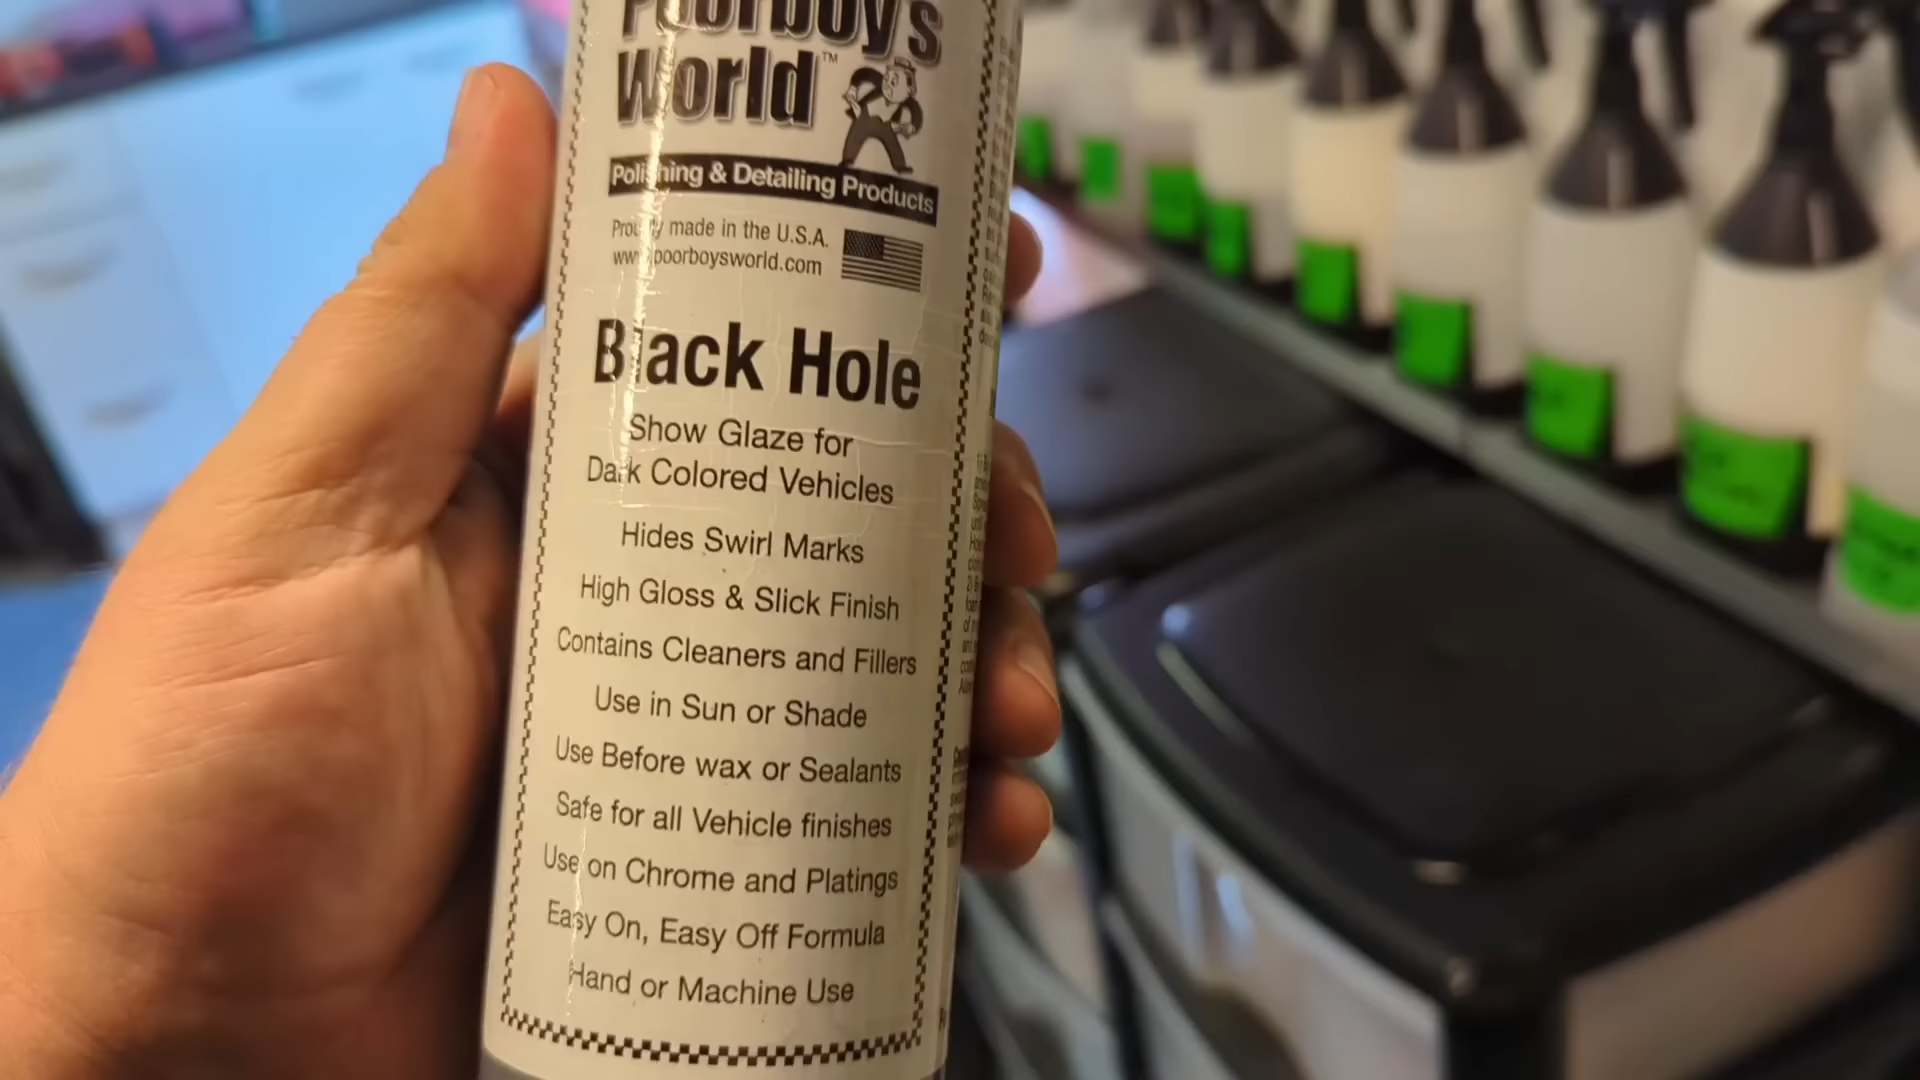 Poorboy's
World™
Polishing & Detailing Products
Proudly made in the U.S.A.
www.poorboysworld.com
Black Hole
Show Glaze for
Dark Colored Vehicles
Hides Swirl Marks
High Gloss & Slick Finish
Contains Cleaners and Fillers
Use in Sun or Shade
Use Before wax or Sealants
Safe for all Vehicle finishes
Use on Chrome and Platings
Easy On, Easy Off Formula
Hand or Machine Use